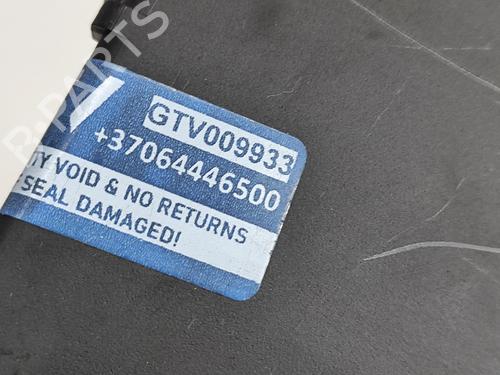 B-PARTS
GTV009933
+37064446500
TY VOID & NO RETURNS
SEAL DAMAGED!